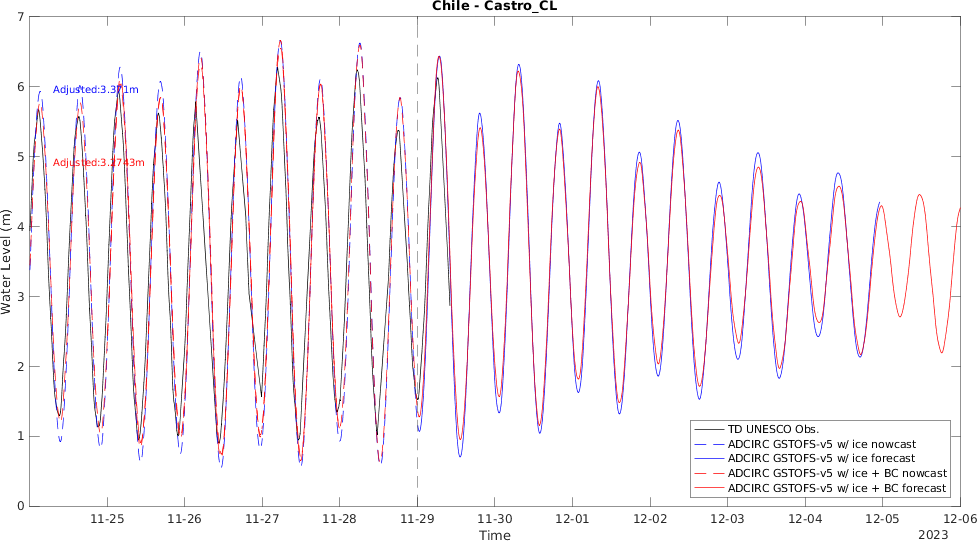 Chile - Castro_CL
7
6
5
4
3
2
1
0
Water Level (m)
Adjusted:3.371m
Adjusted:3.2743m
TD UNESCO Obs.
ADCIRC GSTOFS-v5 w/ ice nowcast
ADCIRC GSTOFS-v5 w/ ice forecast
ADCIRC GSTOFS-v5 w/ ice + BC nowcast
ADCIRC GSTOFS-v5 w/ ice + BC forecast
11-25 11-26 11-27 11-28 11-29 11-30 12-01 12-02 12-03 12-04 12-05 12-06
Time
2023